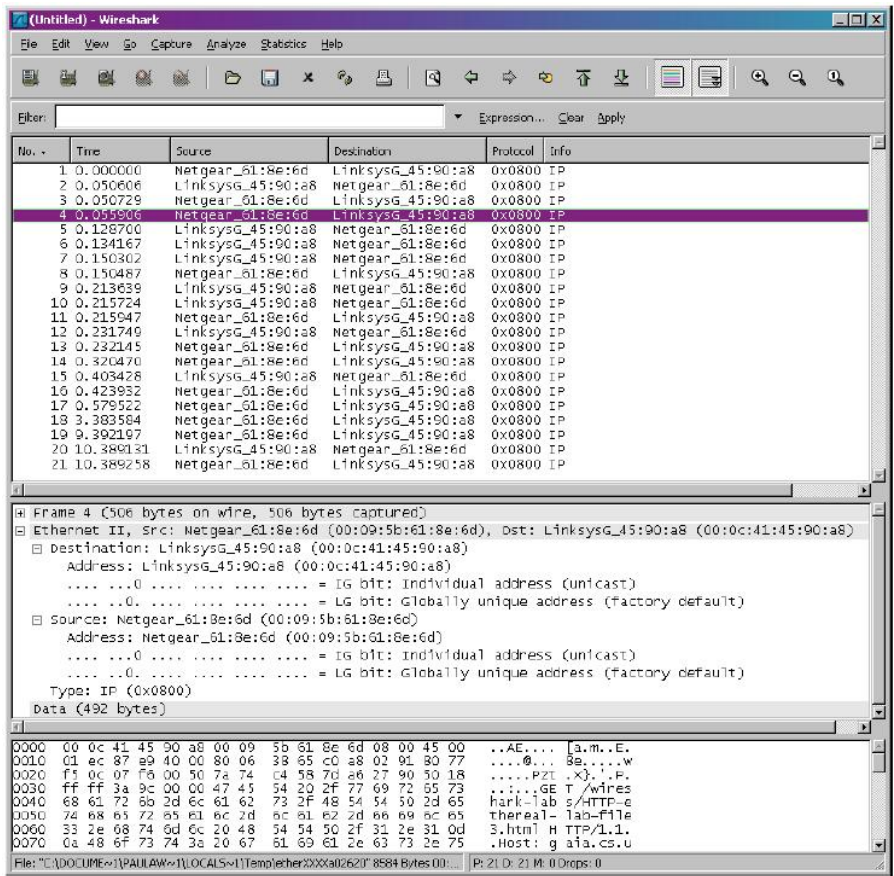 (Untitled) - Wireshark
File Edit View Go Capture Analyze Statistics Help
Filter: Expression... Clear Apply
No. - Time Source Destination Protocol Info
1 0.000000 Netgear_61:8e:6d LinksysG_45:90:a8 0x0800 IP
2 0.050606 LinksysG_45:90:a8 Netgear_61:8e:6d 0x0800 IP
3 0.050729 Netgear_61:8e:6d LinksysG_45:90:a8 0x0800 IP
4 0.055906 Netgear_61:8e:6d LinksysG_45:90:a8 0x0800 IP
5 0.128700 LinksysG_45:90:a8 Netgear_61:8e:6d 0x0800 IP
6 0.134167 LinksysG_45:90:a8 Netgear_61:8e:6d 0x0800 IP
7 0.150302 LinksysG_45:90:a8 Netgear_61:8e:6d 0x0800 IP
8 0.150487 Netgear_61:8e:6d LinksysG_45:90:a8 0x0800 IP
9 0.213639 LinksysG_45:90:a8 Netgear_61:8e:6d 0x0800 IP
10 0.215724 LinksysG_45:90:a8 Netgear_61:8e:6d 0x0800 IP
11 0.215947 Netgear_61:8e:6d LinksysG_45:90:a8 0x0800 IP
12 0.231749 LinksysG_45:90:a8 Netgear_61:8e:6d 0x0800 IP
13 0.232145 Netgear_61:8e:6d LinksysG_45:90:a8 0x0800 IP
14 0.320470 Netgear_61:8e:6d LinksysG_45:90:a8 0x0800 IP
15 0.403428 LinksysG_45:90:a8 Netgear_61:8e:6d 0x0800 IP
16 0.423932 Netgear_61:8e:6d LinksysG_45:90:a8 0x0800 IP
17 0.579522 Netgear_61:8e:6d LinksysG_45:90:a8 0x0800 IP
18 3.383584 Netgear_61:8e:6d LinksysG_45:90:a8 0x0800 IP
19 9.392197 Netgear_61:8e:6d LinksysG_45:90:a8 0x0800 IP
20 10.389131 LinksysG_45:90:a8 Netgear_61:8e:6d 0x0800 IP
21 10.389258 Netgear_61:8e:6d LinksysG_45:90:a8 0x0800 IP
Frame 4 (506 bytes on wire, 506 bytes captured)
Ethernet II, Src: Netgear_61:8e:6d (00:09:5b:61:8e:6d), Dst: LinksysG_45:90:a8 (00:0c:41:45:90:a8)
Destination: LinksysG_45:90:a8 (00:0c:41:45:90:a8)
Address: LinksysG_45:90:a8 (00:0c:41:45:90:a8)
.... ...0 .... .... .... .... = IG bit: Individual address (unicast)
.... ..0. .... .... .... .... = LG bit: Globally unique address (factory default)
Source: Netgear_61:8e:6d (00:09:5b:61:8e:6d)
Address: Netgear_61:8e:6d (00:09:5b:61:8e:6d)
.... ...0 .... .... .... .... = IG bit: Individual address (unicast)
.... ..0. .... .... .... .... = LG bit: Globally unique address (factory default)
Type: IP (0x0800)
Data (492 bytes)
0000 00 0c 41 45 90 a8 00 09 5b 61 8e 6d 08 00 45 00 ..AE.... [a.m..E.
0010 01 ec 87 e9 40 00 80 06 38 65 c0 a8 02 91 80 77 ....@... 8e.....w
0020 f5 0c 07 f6 00 50 7a 74 c4 58 7d a6 27 90 50 18 .....Pzt .X}.'.P.
0030 ff ff 3a 9c 00 00 47 45 54 20 2f 77 69 72 65 73 ..:...GE T /wires
0040 68 61 72 6b 2d 6c 61 62 73 2f 48 54 54 50 2d 65 hark-lab s/HTTP-e
0050 74 68 65 72 65 61 6c 2d 6c 61 62 2d 66 69 6c 65 thereal- lab-file
0060 33 2e 68 74 6d 6c 20 48 54 54 50 2f 31 2e 31 0d 3.html H TTP/1.1.
0070 0a 48 6f 73 74 3a 20 67 61 69 61 2e 63 73 2e 75 .Host: g aia.cs.u
File: "C:\DOCUME~1\PAULAW~1\LOCALS~1\Temp\etherXXXXa02620" 8584 Bytes 00:... P: 21 D: 21 M: 0 Drops: 0